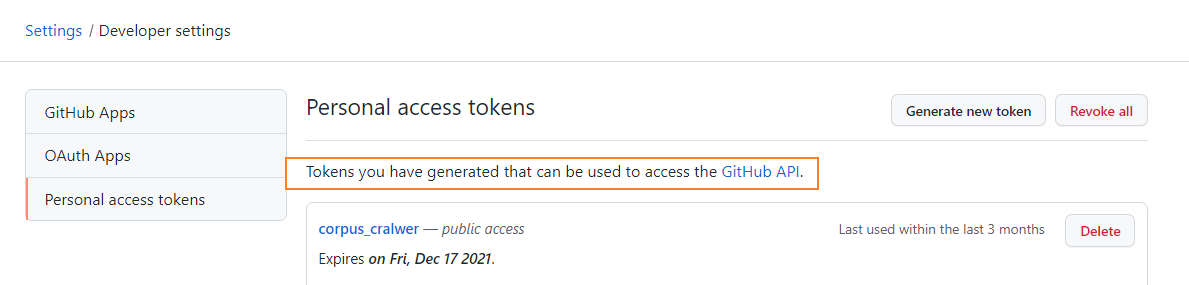 Settings / Developer settings
GitHub Apps
OAuth Apps
Personal access tokens
Personal access tokens
Generate new token
Revoke all
Tokens you have generated that can be used to access the GitHub API.
corpus_cralwer — public access
Last used within the last 3 months
Delete
Expires on Fri, Dec 17 2021.